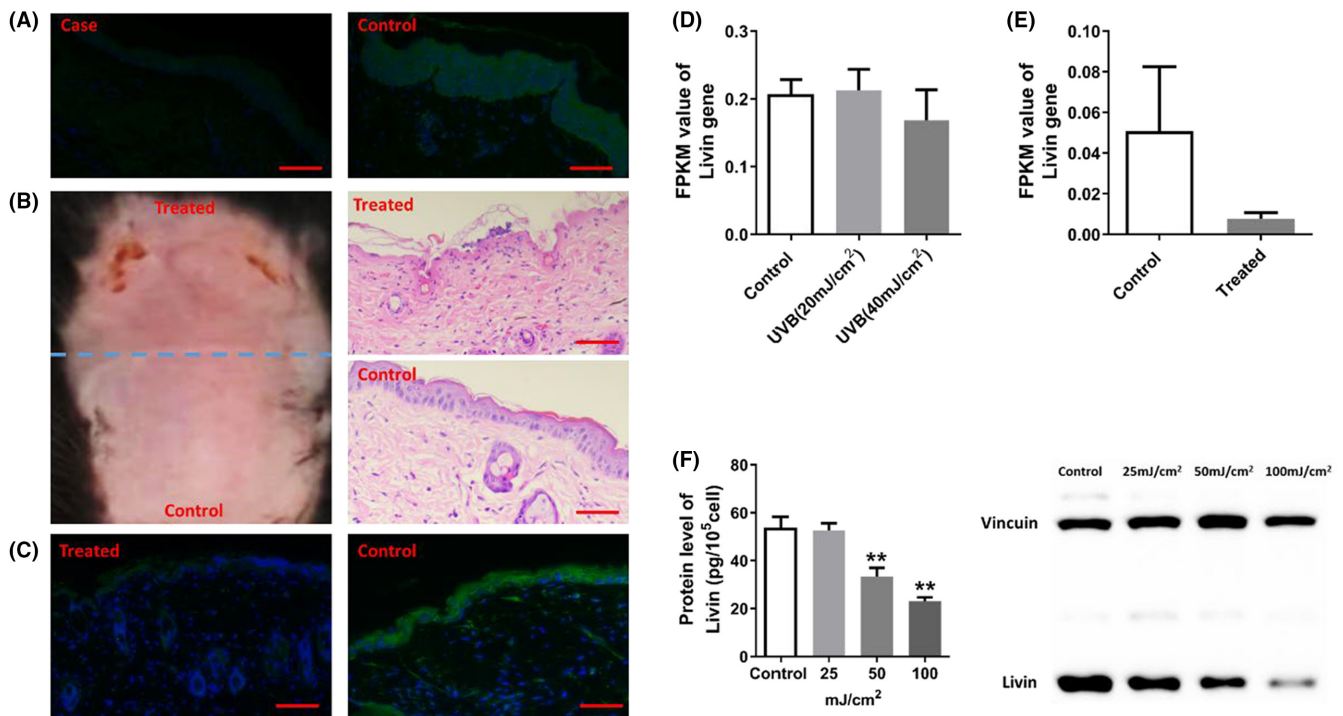 (A)
Case
Control
(B)
Treated
Control
Treated
Control
(C)
Treated
Control
(D)
FPKM value of
Livin gene
0.3
0.2
0.1
0.0
Control
UVB(20mJ/cm²)
UVB(40mJ/cm²)
(E)
FPKM value of
Livin gene
0.10
0.08
0.06
0.04
0.02
0.00
Control
Treated
(F)
Protein level of
Livin (pg/10⁵cell)
80
60
40
20
0
**
**
Control 25 50 100
mJ/cm²
Control 25mJ/cm² 50mJ/cm² 100mJ/cm²
Vincuin
Livin